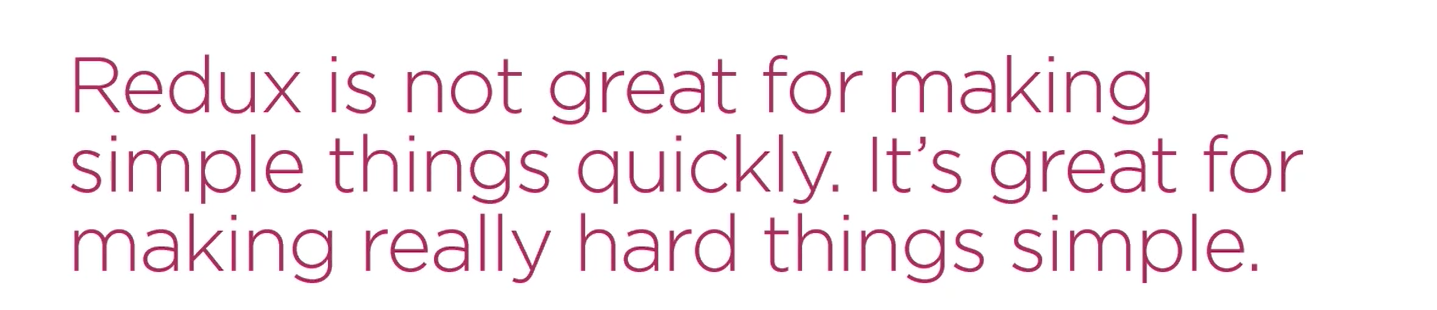 Redux is not great for making
simple things quickly. It’s great for
making really hard things simple.